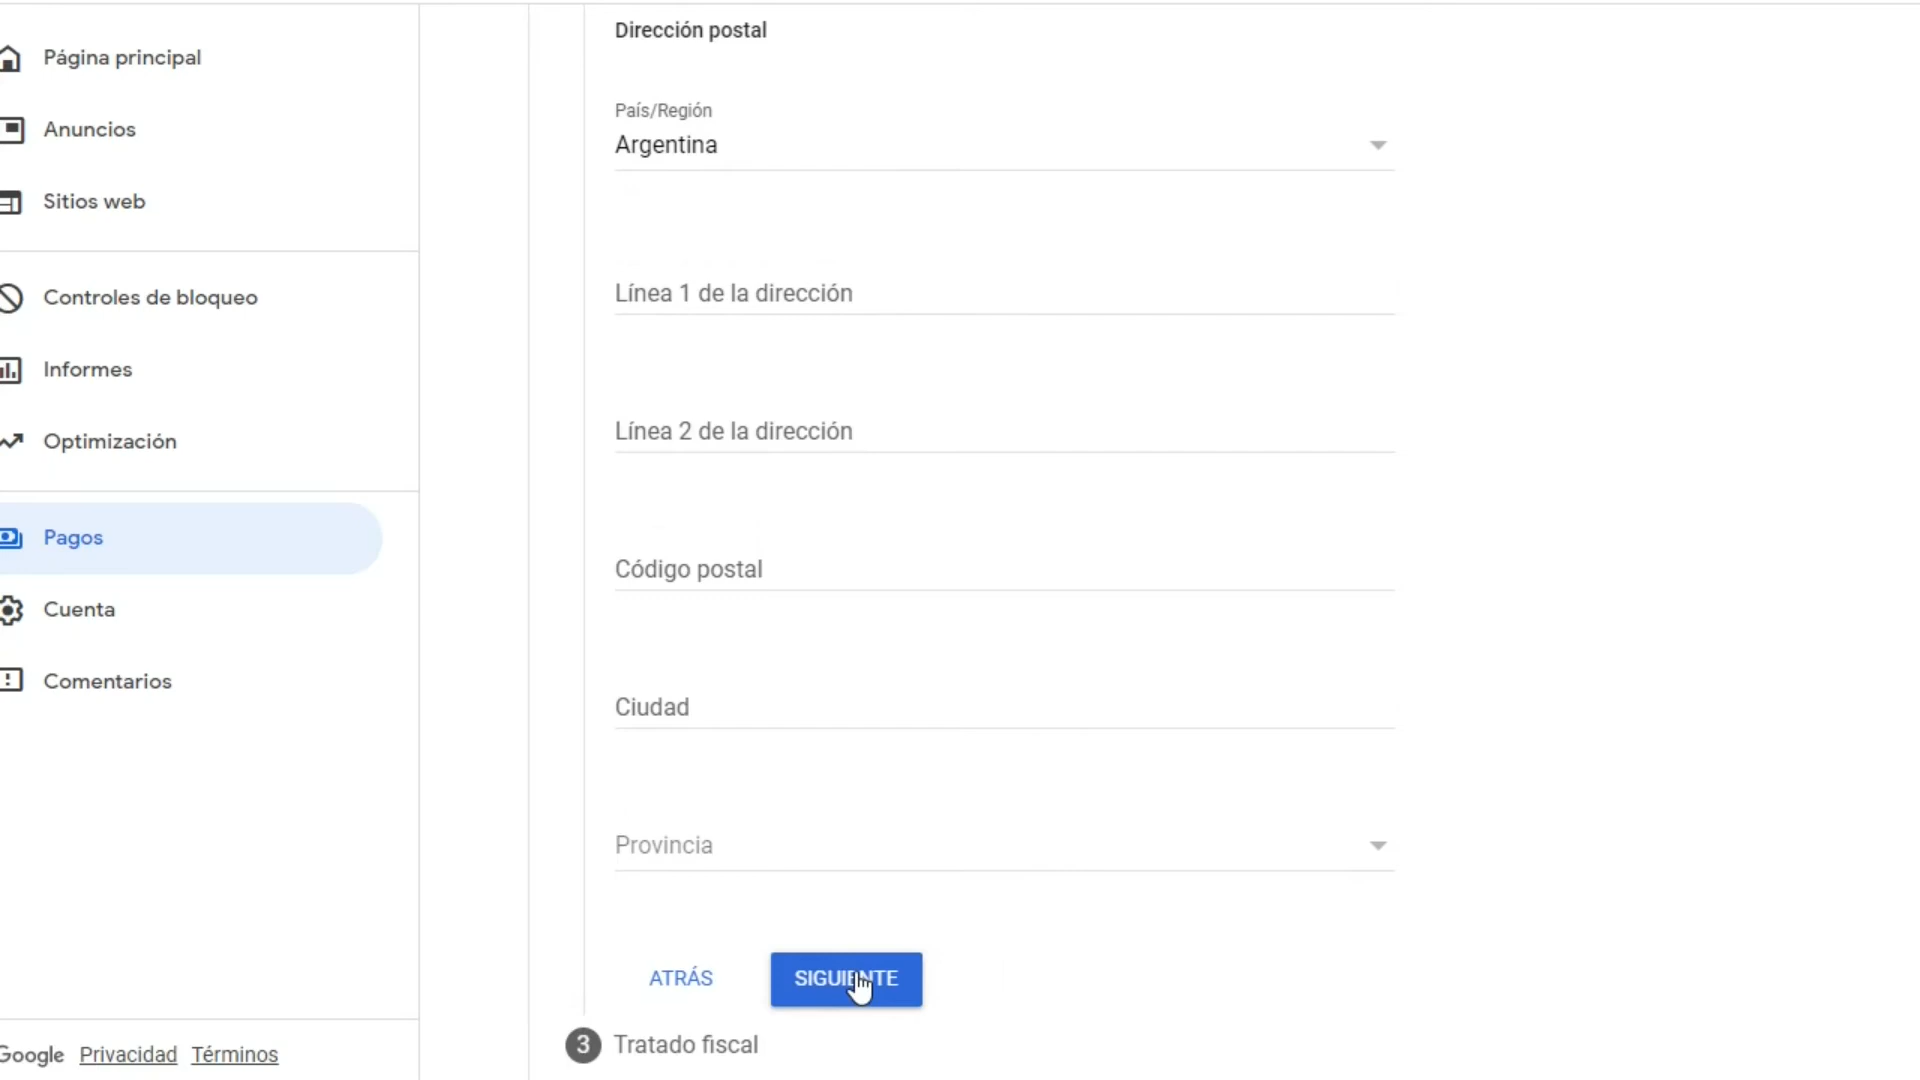 Página principal
Anuncios
Sitios web
Controles de bloqueo
Informes
Optimización
Pagos
Cuenta
Comentarios
Google Privacidad Términos
Dirección postal
País/Región
Argentina
Línea 1 de la dirección
Línea 2 de la dirección
Código postal
Ciudad
Provincia
ATRÁS SIGUIENTE
3 Tratado fiscal